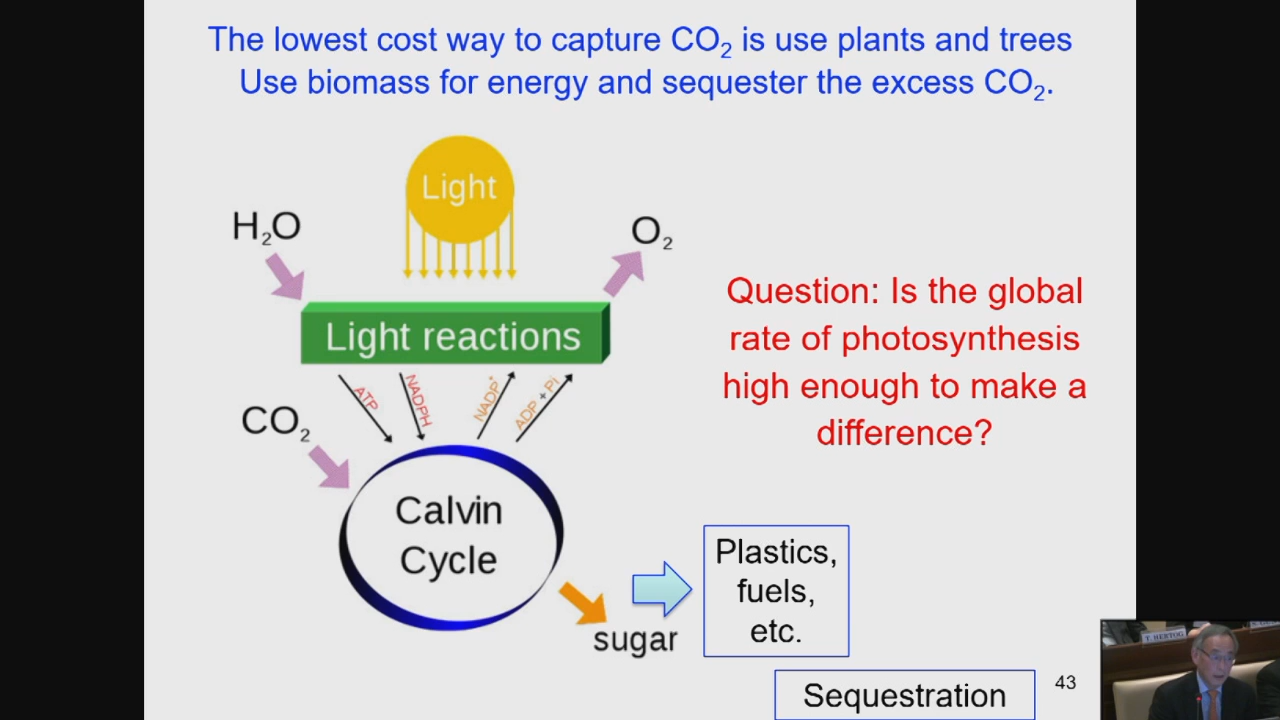 The lowest cost way to capture CO₂ is use plants and trees
Use biomass for energy and sequester the excess CO₂.
Light
H₂O
O₂
Question: Is the global
rate of photosynthesis
high enough to make a
difference?
Light reactions
ATP
NADPH
NADP⁺
ADP + Pi
CO₂
Calvin
Cycle
sugar
Plastics,
fuels,
etc.
Sequestration
43
T. HERTOG